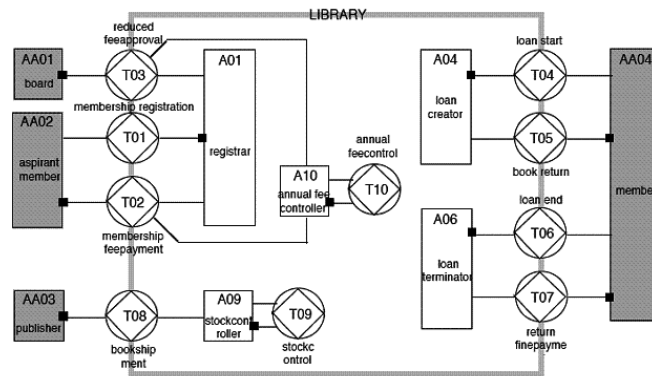 LIBRARY
reduced
feeapproval
AA01
board
T03
A01
membership registration
AA02
aspirant
member
T01
registrar
T02
membership
feepayment
A10
annual fee
controller
annual
feecontrol
T10
AA03
publisher
T08
bookship
ment
A09
stockcont
roller
T09
stockc
ontrol
loan start
A04
loan
creator
T04
AA04
T05
book return
member
loan end
A06
loan
terminator
T06
T07
return
finepayme